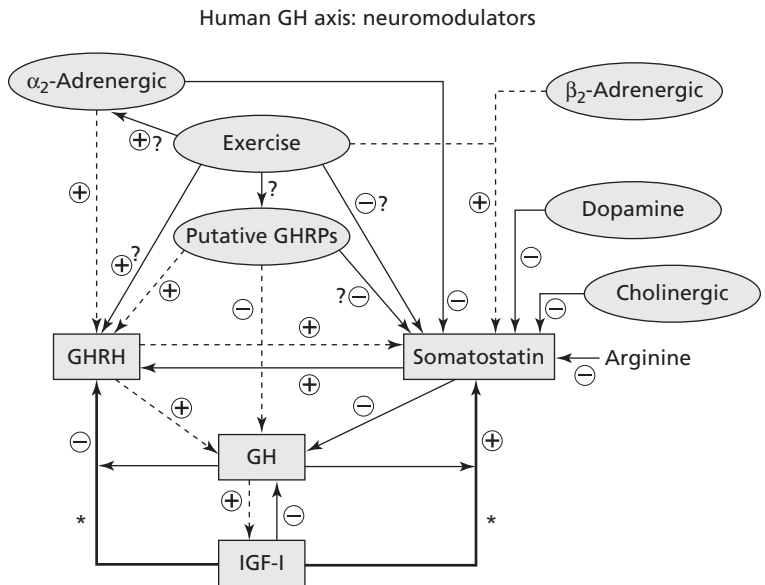 Human GH axis: neuromodulators
α2-Adrenergic
β2-Adrenergic
+?
Exercise
+
?
−?
+
Dopamine
Putative GHRPs
+?
+
−
?−
−
−
Cholinergic
−
+
GHRH
Somatostatin
Arginine
−
+
+
−
−
+
GH
+
−
*
*
IGF-I